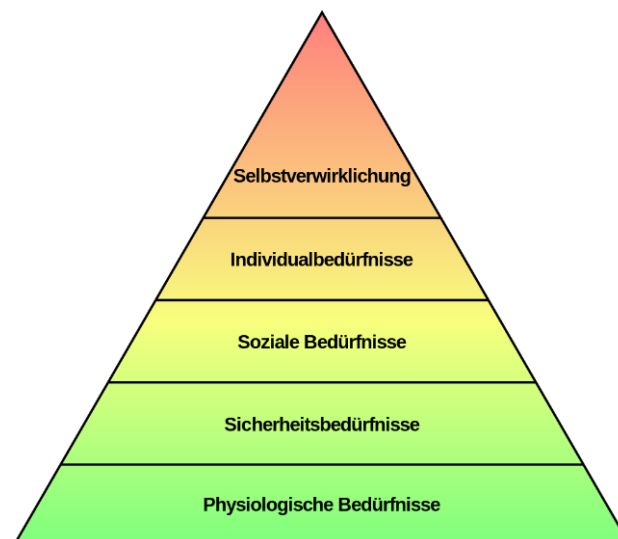 Selbstverwirklichung
Individualbedürfnisse
Soziale Bedürfnisse
Sicherheitsbedürfnisse
Physiologische Bedürfnisse